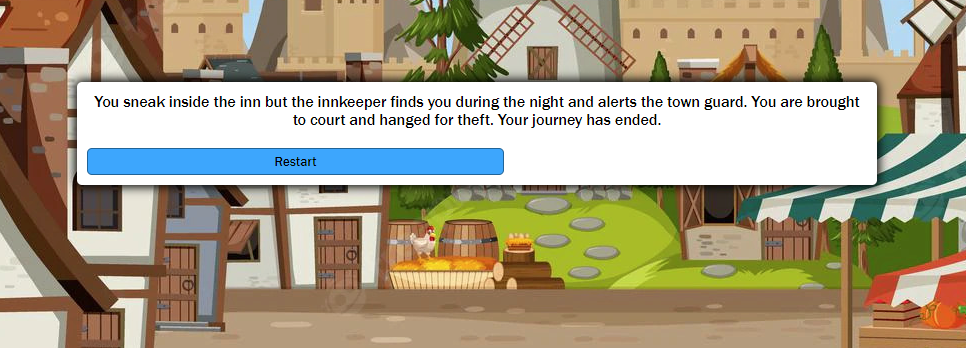 You sneak inside the inn but the innkeeper finds you during the night and alerts the town guard. You are brought
to court and hanged for theft. Your journey has ended.
Restart